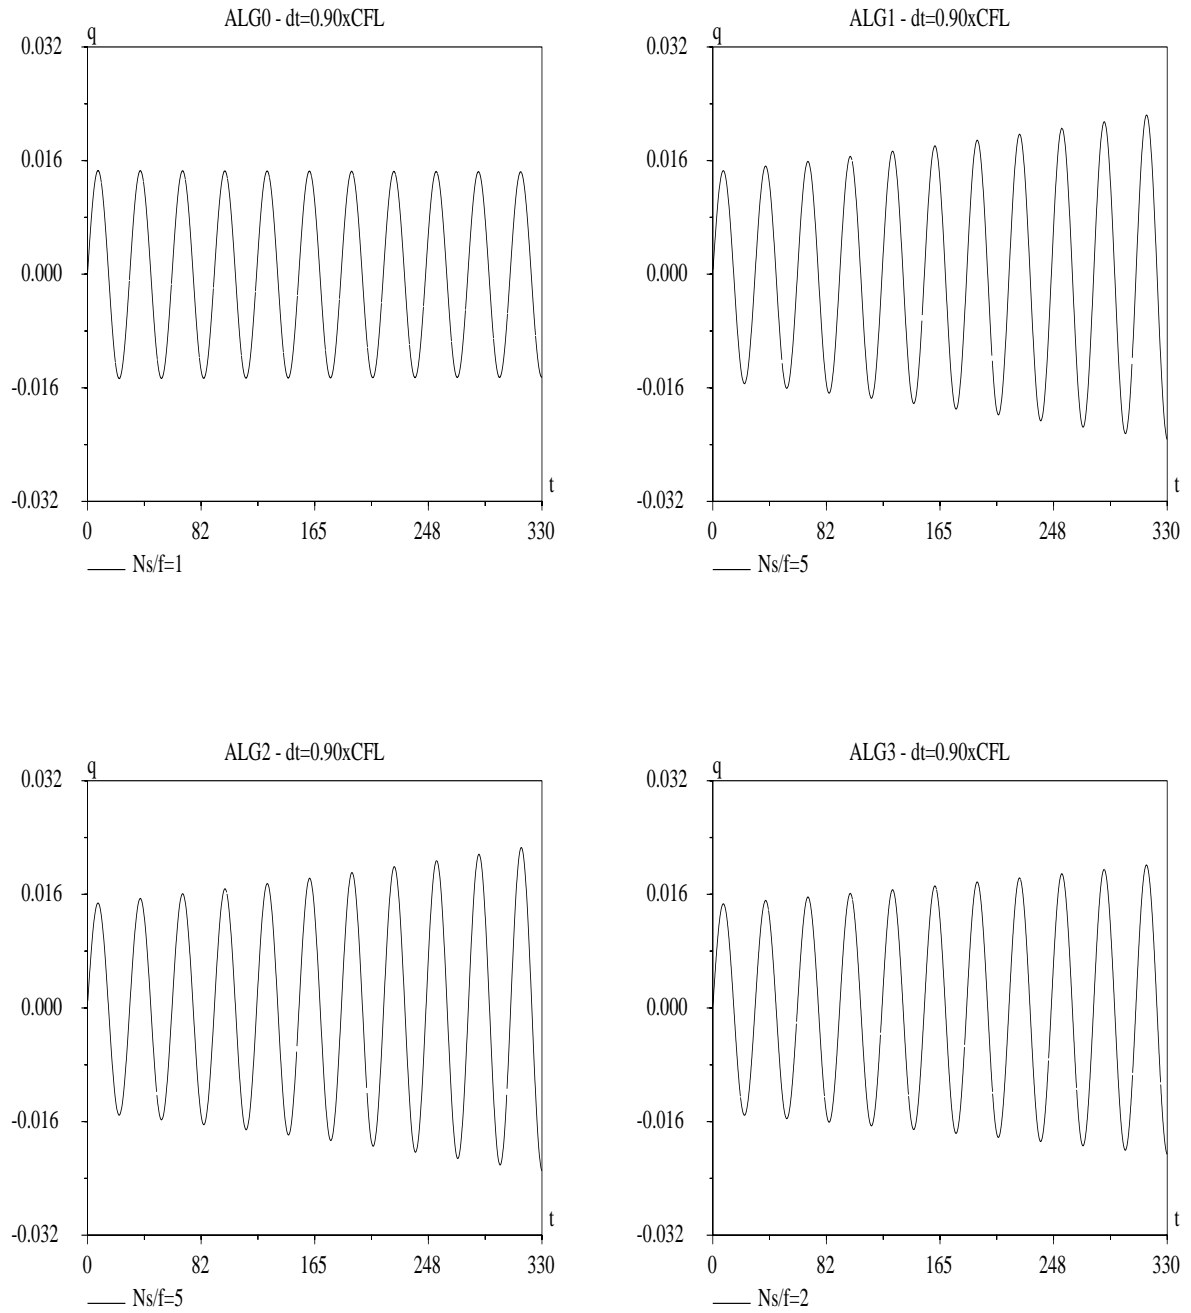 ALG0 - dt=0.90xCFL
q
0.032
0.016
0.000
-0.016
-0.032
t
0 82 165 248 330
Ns/f=1
ALG1 - dt=0.90xCFL
q
0.032
0.016
0.000
-0.016
-0.032
t
0 82 165 248 330
Ns/f=5
ALG2 - dt=0.90xCFL
q
0.032
0.016
0.000
-0.016
-0.032
t
0 82 165 248 330
Ns/f=5
ALG3 - dt=0.90xCFL
q
0.032
0.016
0.000
-0.016
-0.032
t
0 82 165 248 330
Ns/f=2